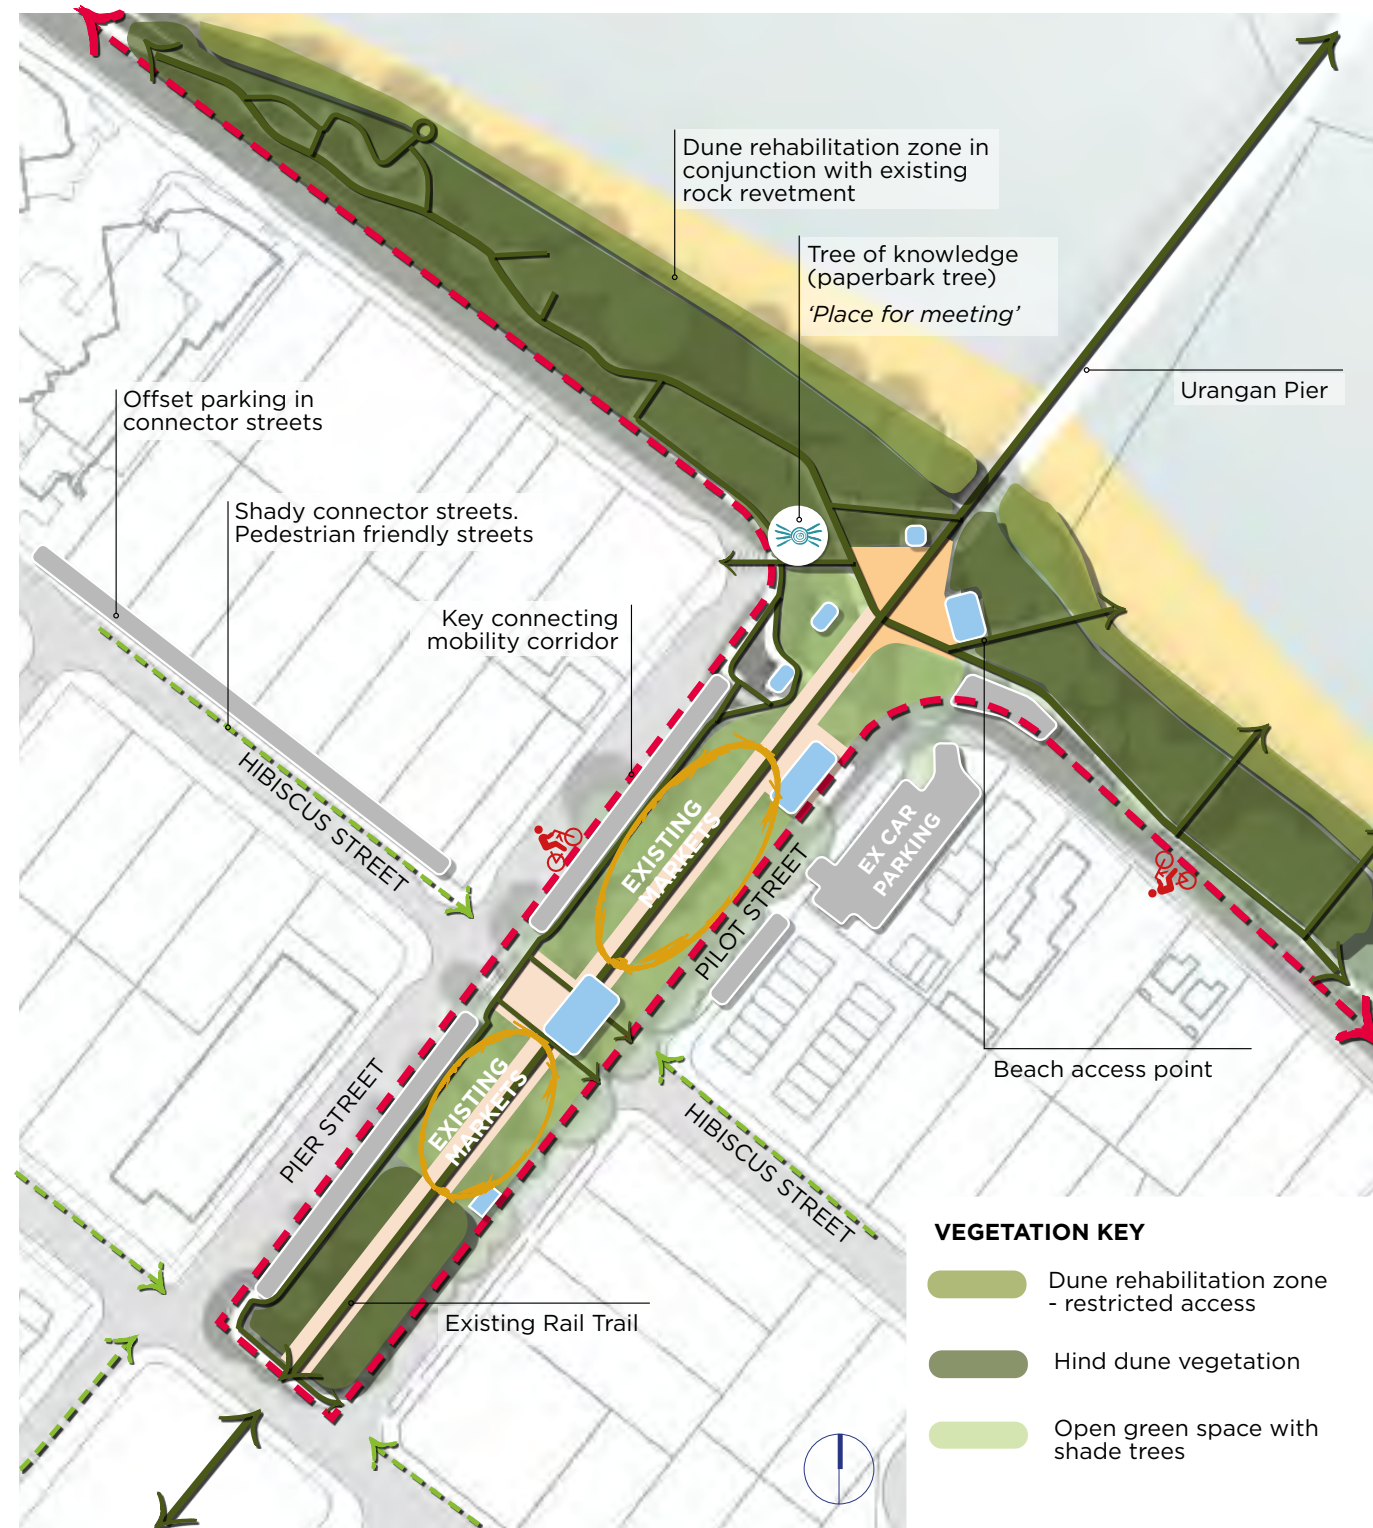 Dune rehabilitation zone in
conjunction with existing
rock revetment
Tree of knowledge
(paperbark tree)
‘Place for meeting’
Urangan Pier
Offset parking in
connector streets
Shady connector streets.
Pedestrian friendly streets
Key connecting
mobility corridor
HIBISCUS STREET
EXISTING
MARKETS
EX CAR
PARKING
PILOT STREET
EXISTING
MARKETS
PIER STREET
Beach access point
HIBISCUS STREET
Existing Rail Trail
VEGETATION KEY
Dune rehabilitation zone
- restricted access
Hind dune vegetation
Open green space with
shade trees